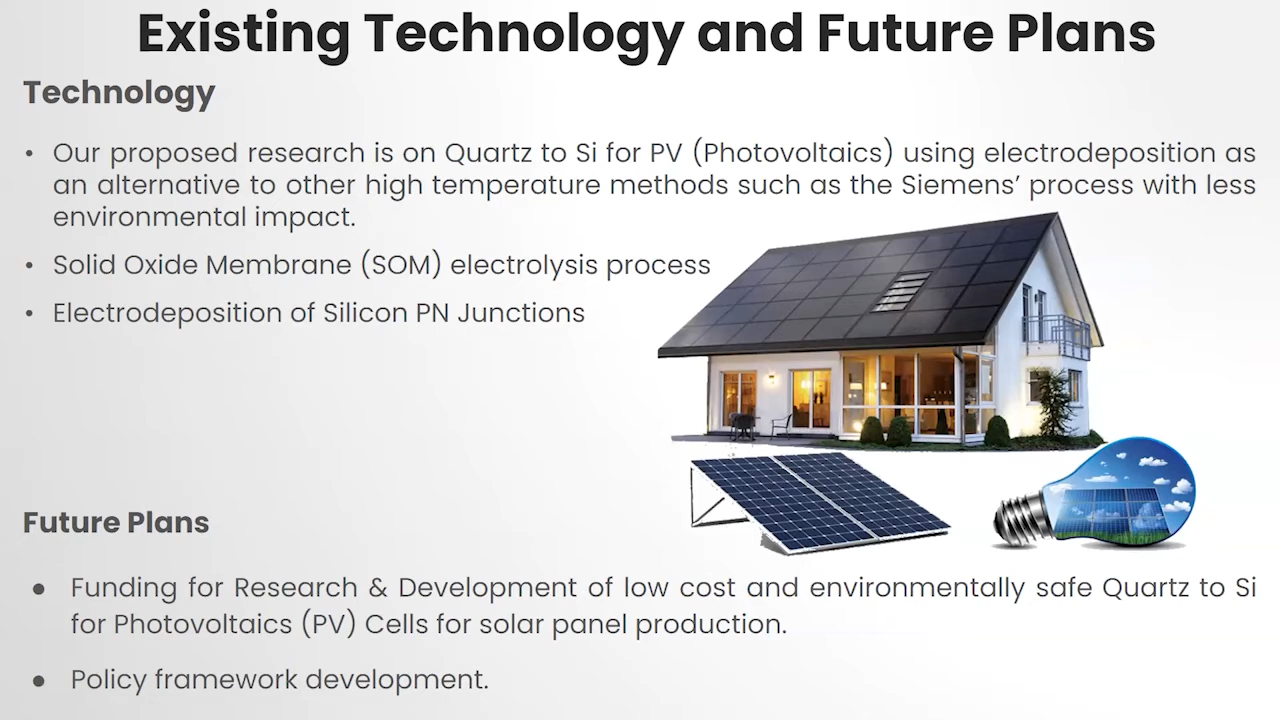 Existing Technology and Future Plans
Technology
• Our proposed research is on Quartz to Si for PV (Photovoltaics) using electrodeposition as
an alternative to other high temperature methods such as the Siemens’ process with less
environmental impact.
• Solid Oxide Membrane (SOM) electrolysis process
• Electrodeposition of Silicon PN Junctions
Future Plans
● Funding for Research & Development of low cost and environmentally safe Quartz to Si
for Photovoltaics (PV) Cells for solar panel production.
● Policy framework development.